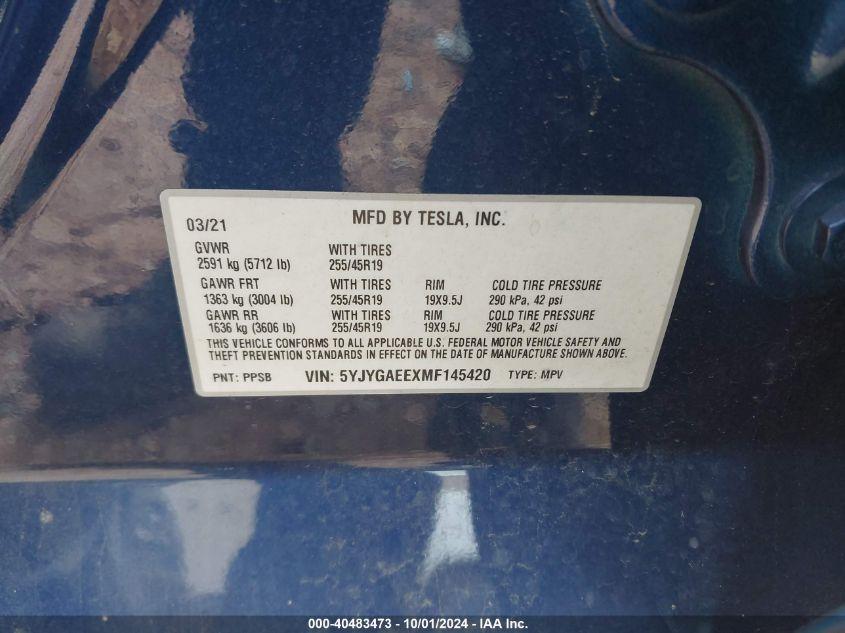 03/21 MFD BY TESLA, INC.
GVWR WITH TIRES
2591 kg (5712 lb) 255/45R19
GAWR FRT WITH TIRES RIM COLD TIRE PRESSURE
1363 kg (3004 lb) 255/45R19 19X9.5J 290 kPa, 42 psi
GAWR RR WITH TIRES RIM COLD TIRE PRESSURE
1636 kg (3606 lb) 255/45R19 19X9.5J 290 kPa, 42 psi
THIS VEHICLE CONFORMS TO ALL APPLICABLE U.S. FEDERAL MOTOR VEHICLE SAFETY AND
THEFT PREVENTION STANDARDS IN EFFECT ON THE DATE OF MANUFACTURE SHOWN ABOVE.
PNT: PPSB VIN: 5YJYGAEEXMF145420 TYPE: MPV
000-40483473 - 10/01/2024 - IAA Inc.